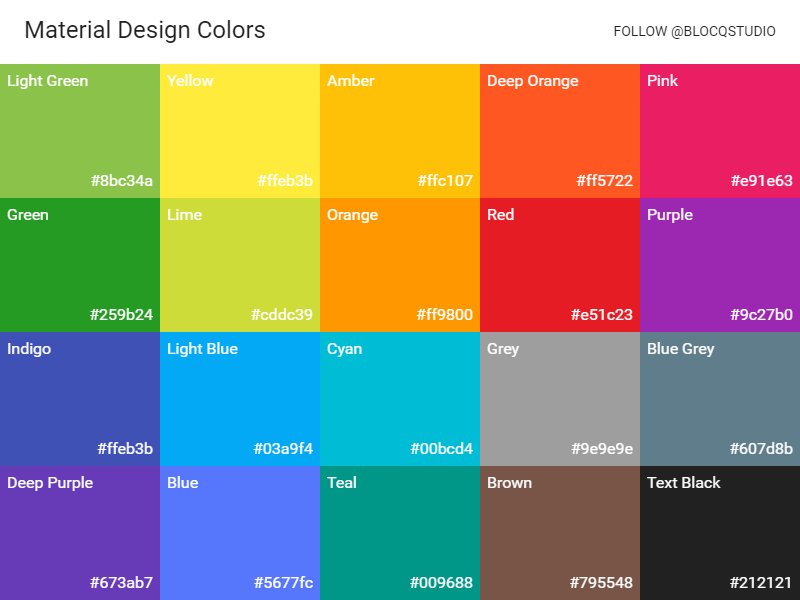 Material Design Colors
FOLLOW @BLOCQSTUDIO
Light Green
#8bc34a
Yellow
#ffeb3b
Amber
#ffc107
Deep Orange
#ff5722
Pink
#e91e63
Green
#259b24
Lime
#cddc39
Orange
#ff9800
Red
#e51c23
Purple
#9c27b0
Indigo
#ffeb3b
Light Blue
#03a9f4
Cyan
#00bcd4
Grey
#9e9e9e
Blue Grey
#607d8b
Deep Purple
#673ab7
Blue
#5677fc
Teal
#009688
Brown
#795548
Text Black
#212121